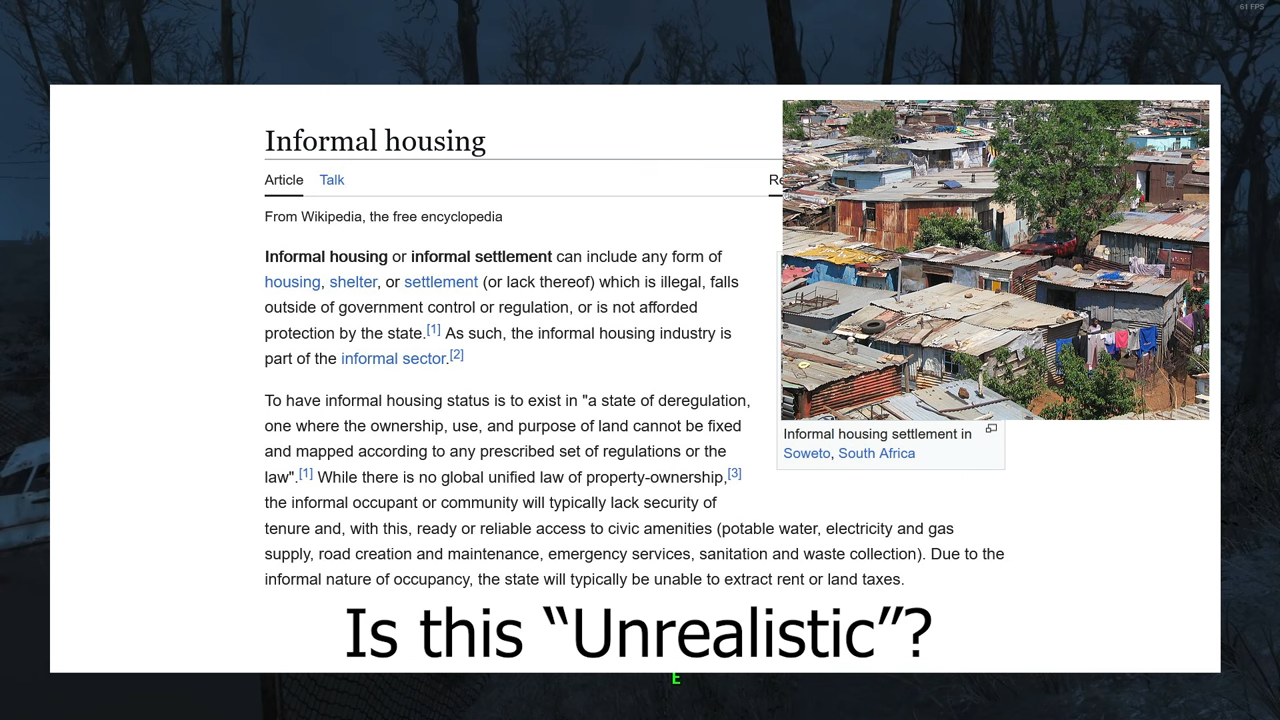 61 FPS
Informal housing
Article Talk Re
From Wikipedia, the free encyclopedia
Informal housing or informal settlement can include any form of
housing, shelter, or settlement (or lack thereof) which is illegal, falls
outside of government control or regulation, or is not afforded
protection by the state.[1] As such, the informal housing industry is
part of the informal sector.[2]
To have informal housing status is to exist in "a state of deregulation,
one where the ownership, use, and purpose of land cannot be fixed
and mapped according to any prescribed set of regulations or the
law".[1] While there is no global unified law of property-ownership,[3]
the informal occupant or community will typically lack security of
tenure and, with this, ready or reliable access to civic amenities (potable water, electricity and gas
supply, road creation and maintenance, emergency services, sanitation and waste collection). Due to the
informal nature of occupancy, the state will typically be unable to extract rent or land taxes.
Informal housing settlement in
Soweto, South Africa
Is this “Unrealistic”?
E